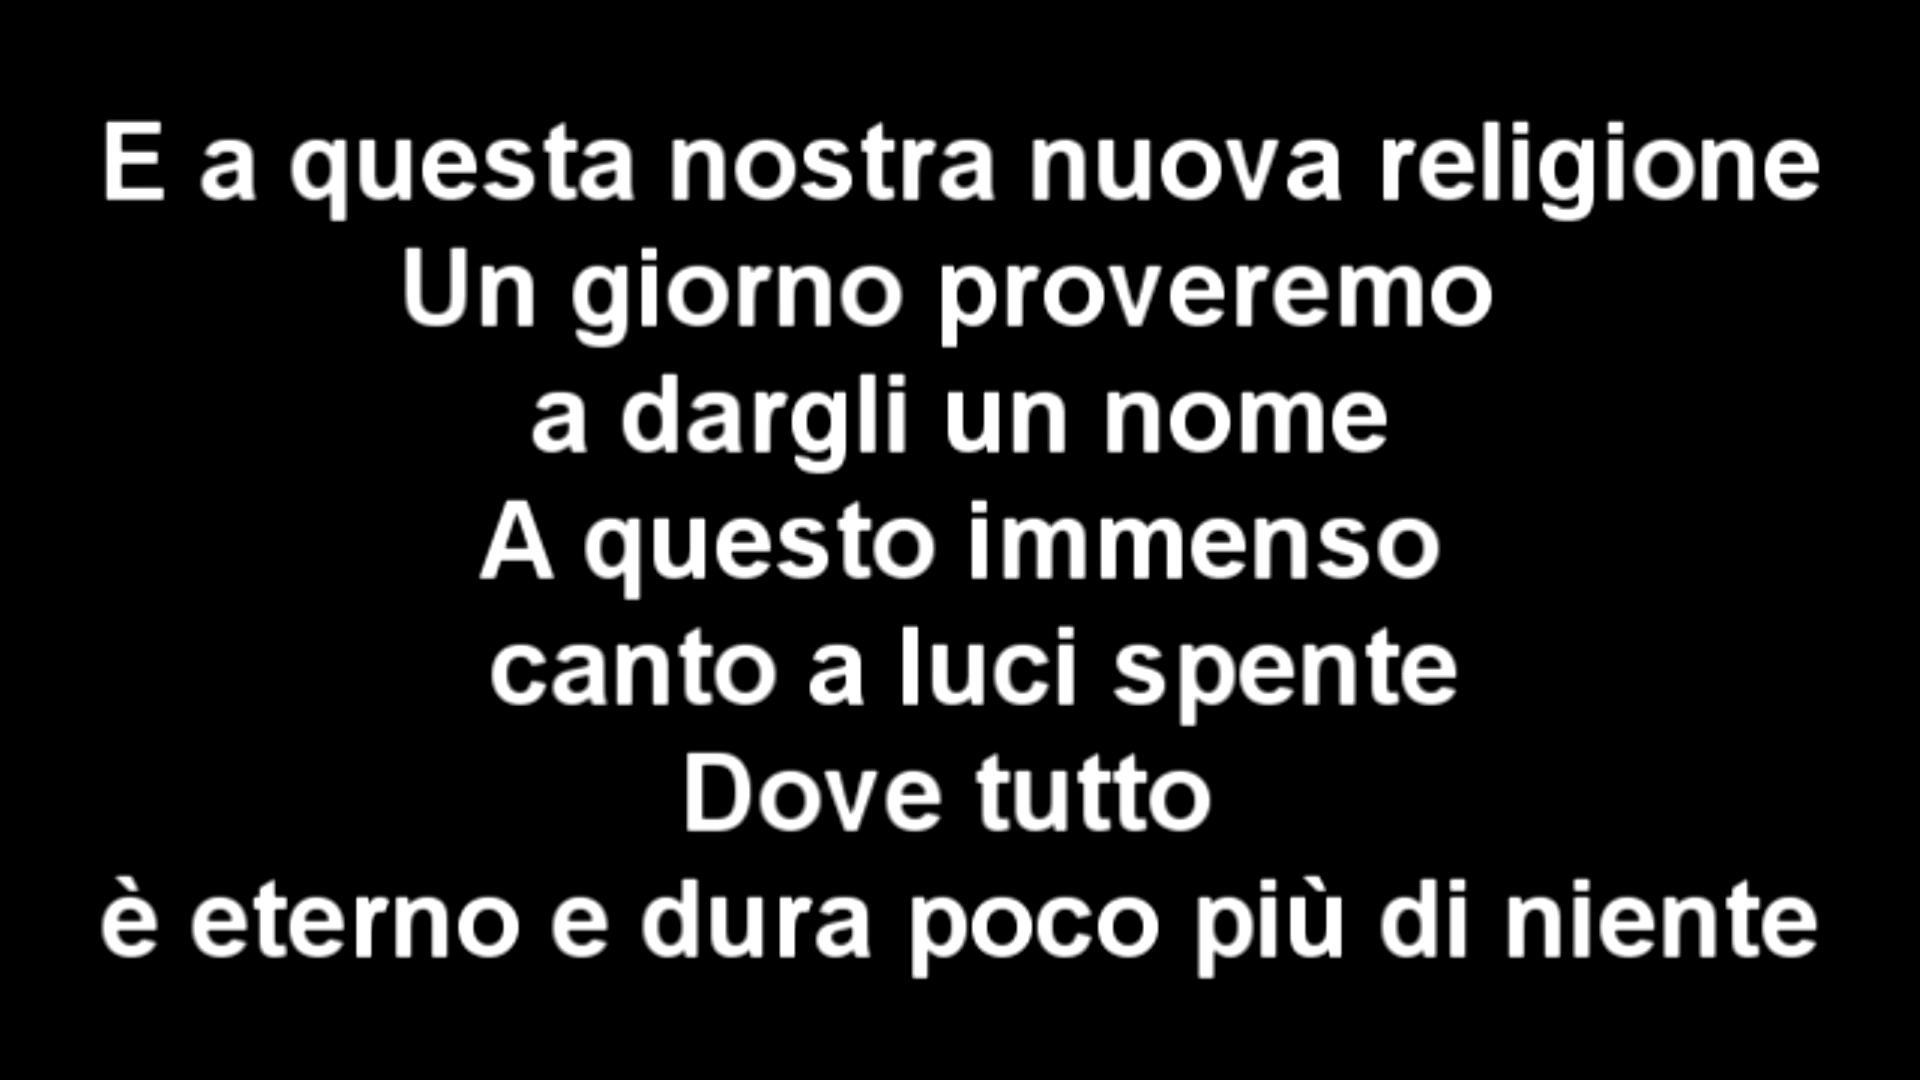 E a questa nostra nuova religione
Un giorno proveremo
a dargli un nome
A questo immenso
canto a luci spente
Dove tutto
è eterno e dura poco più di niente